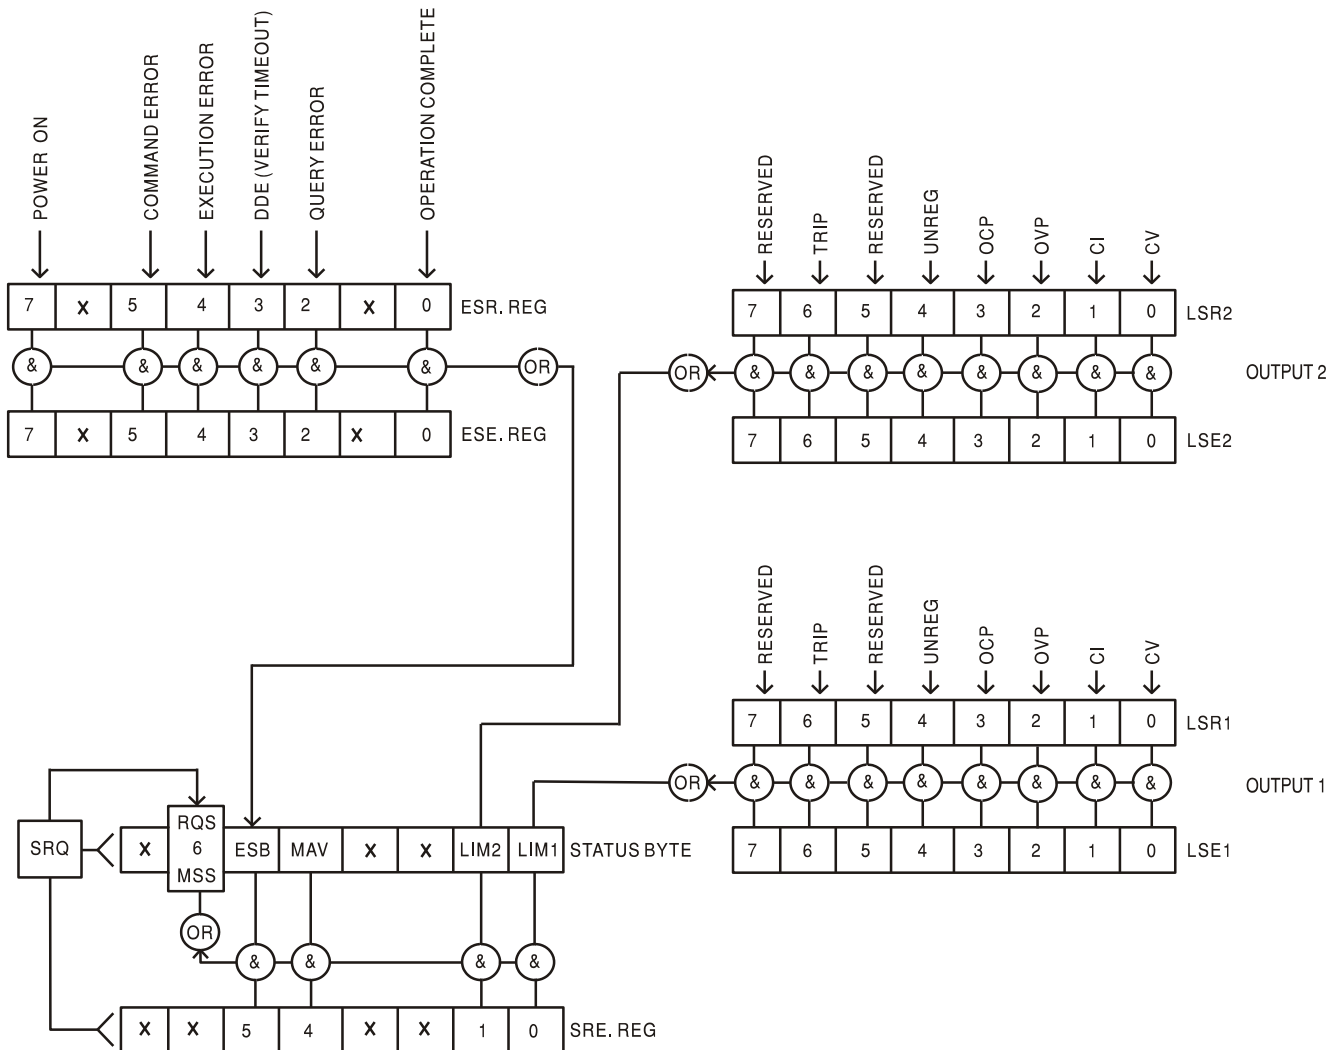 POWER ON
COMMAND ERROR
EXECUTION ERROR
DDE (VERIFY TIMEOUT)
QUERY ERROR
OPERATION COMPLETE
7 X 5 4 3 2 X 0 ESR. REG
& & & & & & OR
7 X 5 4 3 2 X 0 ESE. REG
RESERVED
TRIP
RESERVED
UNREG
OCP
OVP
CI
CV
7 6 5 4 3 2 1 0 LSR2
OR & & & & & & & & OUTPUT 2
7 6 5 4 3 2 1 0 LSE2
RESERVED
TRIP
RESERVED
UNREG
OCP
OVP
CI
CV
7 6 5 4 3 2 1 0 LSR1
OR & & & & & & & & OUTPUT 1
7 6 5 4 3 2 1 0 LSE1
SRQ
X
RQS
6
MSS
ESB MAV X X LIM2 LIM1 STATUS BYTE
OR
& & & &
X X 5 4 X X 1 0 SRE. REG